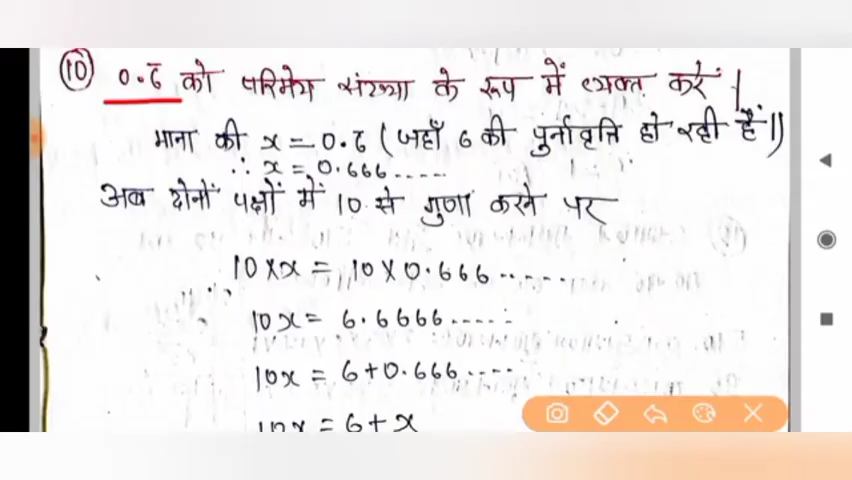 (10) 0.6̅ को परिमेय संख्या के रूप में व्यक्त करें |
माना की x = 0.6̅ (जहाँ 6 की पुर्नावृत्ति हो रही हैं।)
∴ x = 0.666.....
अब दोनों पक्षों में 10 से गुणा करने पर
10×x = 10×0.666......
10x = 6.6666.....
10x = 6+0.666.....
10x = 6+x